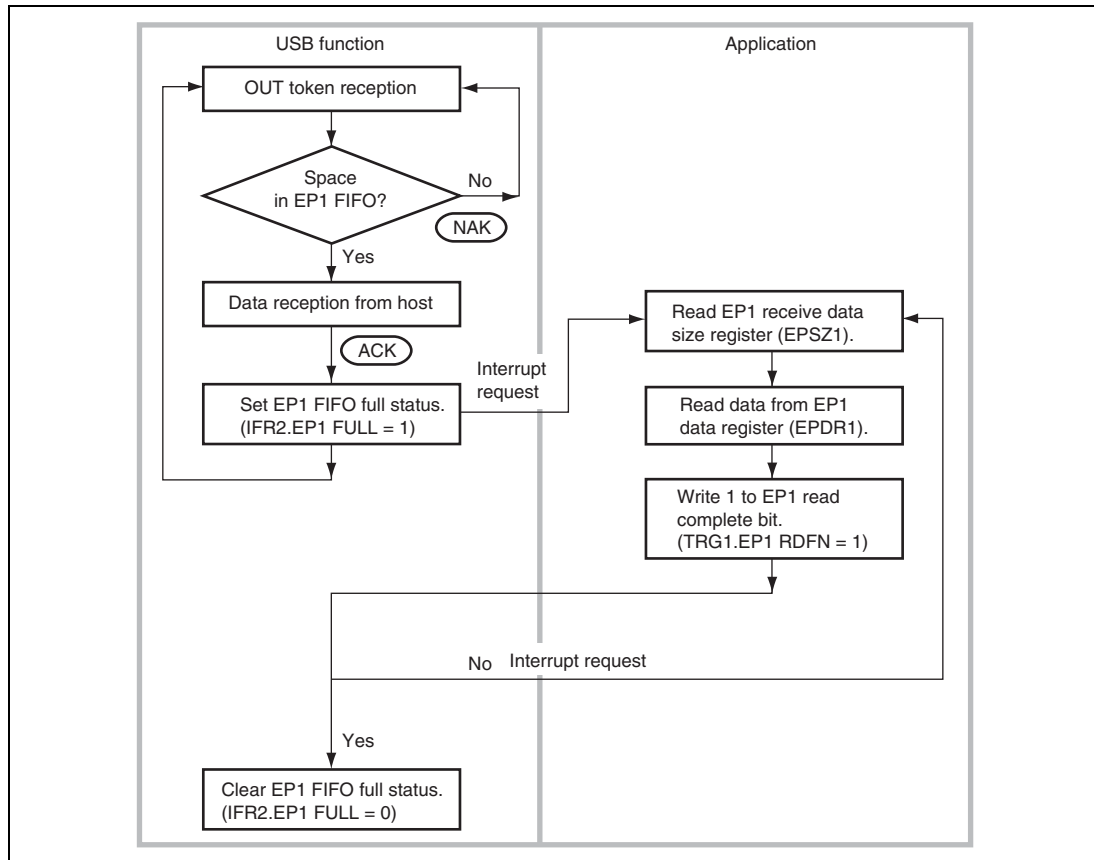 USB function
Application
OUT token reception
Space
in EP1 FIFO?
No
NAK
Yes
Data reception from host
ACK
Set EP1 FIFO full status.
(IFR2.EP1 FULL = 1)
Interrupt
request
Read EP1 receive data
size register (EPSZ1).
Read data from EP1
data register (EPDR1).
Write 1 to EP1 read
complete bit.
(TRG1.EP1 RDFN = 1)
No Interrupt request
Yes
Clear EP1 FIFO full status.
(IFR2.EP1 FULL = 0)